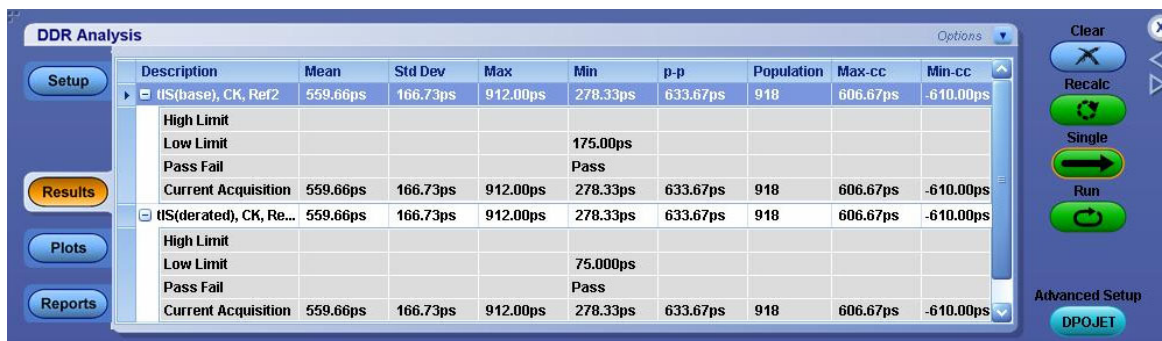 DDR Analysis
Options
Clear
Setup
Recalc
Single
Results
Run
Plots
Reports
Advanced Setup
DPOJET
Description Mean Std Dev Max Min p-p Population Max-cc Min-cc
tIS(base), CK, Ref2 559.66ps 166.73ps 912.00ps 278.33ps 633.67ps 918 606.67ps -610.00ps
High Limit
Low Limit 175.00ps
Pass Fail Pass
Current Acquisition 559.66ps 166.73ps 912.00ps 278.33ps 633.67ps 918 606.67ps -610.00ps
tIS(derated), CK, Re... 559.66ps 166.73ps 912.00ps 278.33ps 633.67ps 918 606.67ps -610.00ps
High Limit
Low Limit 75.000ps
Pass Fail Pass
Current Acquisition 559.66ps 166.73ps 912.00ps 278.33ps 633.67ps 918 606.67ps -610.00ps